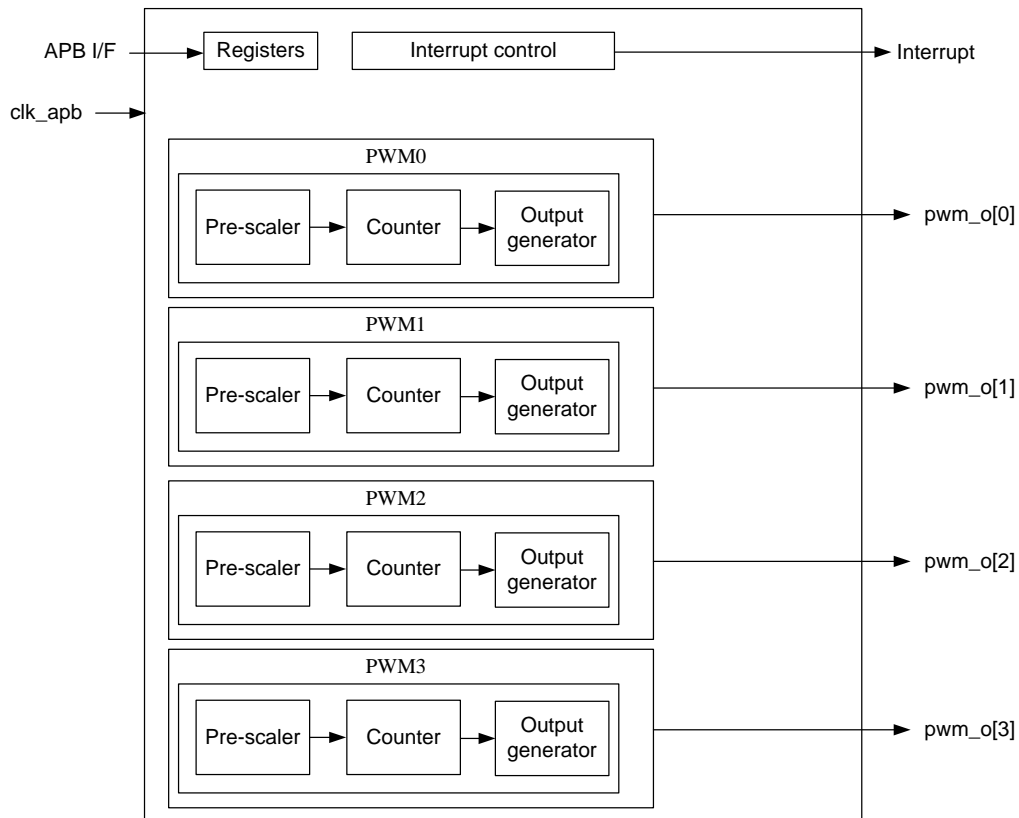 APB I/F
Registers
Interrupt control
Interrupt
clk_apb
PWM0
Pre-scaler
Counter
Output
generator
pwm_o[0]
PWM1
Pre-scaler
Counter
Output
generator
pwm_o[1]
PWM2
Pre-scaler
Counter
Output
generator
pwm_o[2]
PWM3
Pre-scaler
Counter
Output
generator
pwm_o[3]